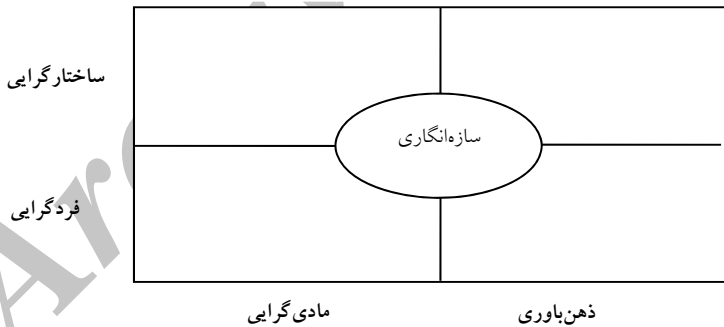 ساختارگرایی
سازه‌انگاری
فردگرایی
ذهن‌باوری
مادی‌گرایی